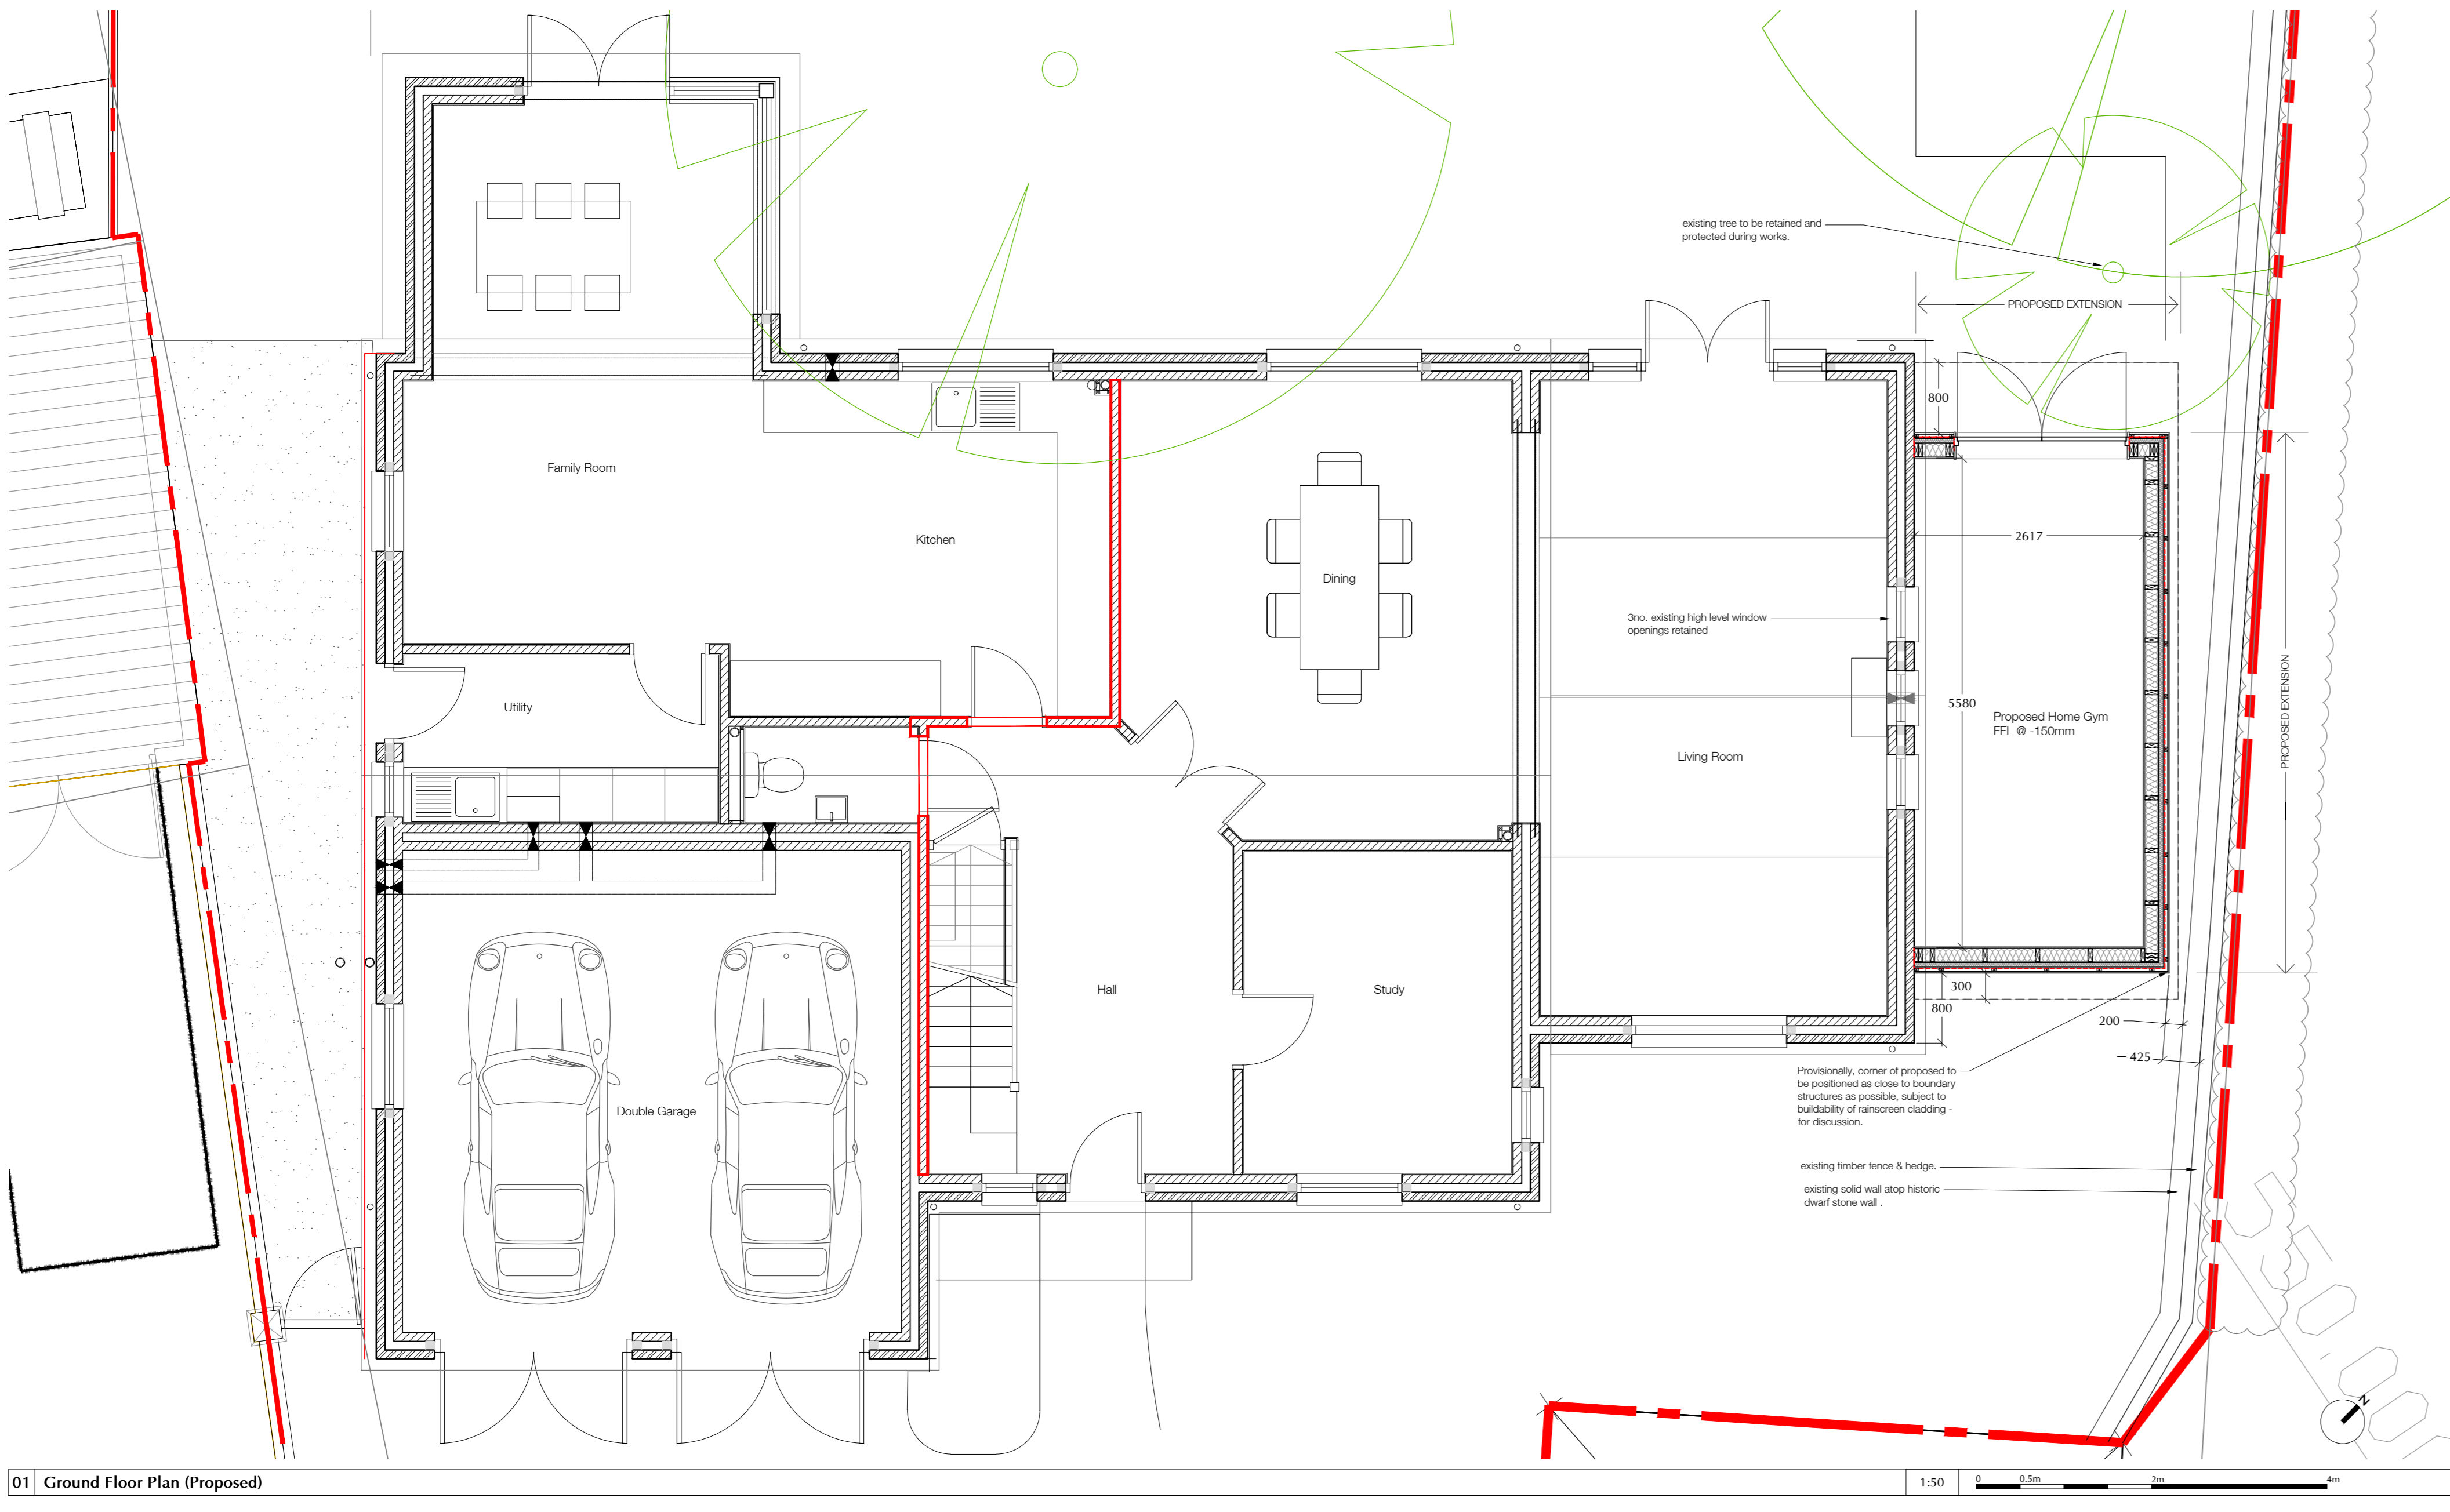 existing tree to be retained and
protected during works.
PROPOSED EXTENSION
800
Family Room
Kitchen
2617
Dining
3no. existing high level window
openings retained
PROPOSED EXTENSION
Utility
5580
Proposed Home Gym
FFL @ -150mm
Living Room
Hall
Study
300
800
200
425
Provisionally, corner of proposed to
be positioned as close to boundary
structures as possible, subject to
buildability of rainscreen cladding -
for discussion.
Double Garage
existing timber fence & hedge.
existing solid wall atop historic
dwarf stone wall .
N
01 Ground Floor Plan (Proposed)
1:50
0 0.5m 2m 4m